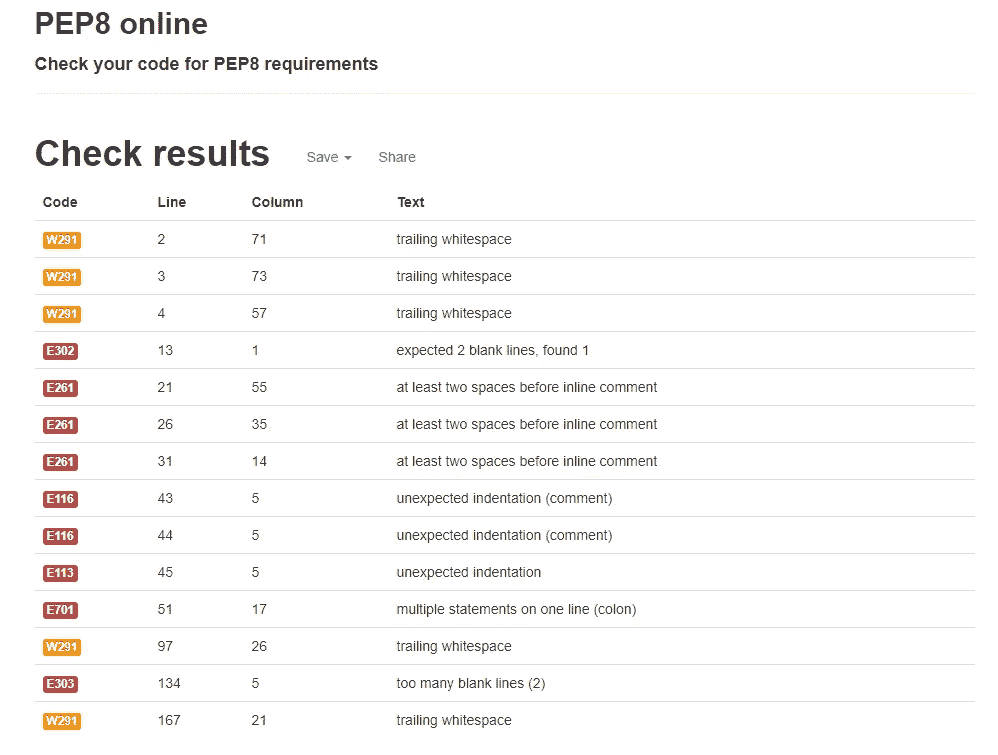 PEP8 online
Check your code for PEP8 requirements
Check results Save Share
Code Line Column Text
W291 2 71 trailing whitespace
W291 3 73 trailing whitespace
W291 4 57 trailing whitespace
E302 13 1 expected 2 blank lines, found 1
E261 21 55 at least two spaces before inline comment
E261 26 35 at least two spaces before inline comment
E261 31 14 at least two spaces before inline comment
E116 43 5 unexpected indentation (comment)
E116 44 5 unexpected indentation (comment)
E113 45 5 unexpected indentation
E701 51 17 multiple statements on one line (colon)
W291 97 26 trailing whitespace
E303 134 5 too many blank lines (2)
W291 167 21 trailing whitespace